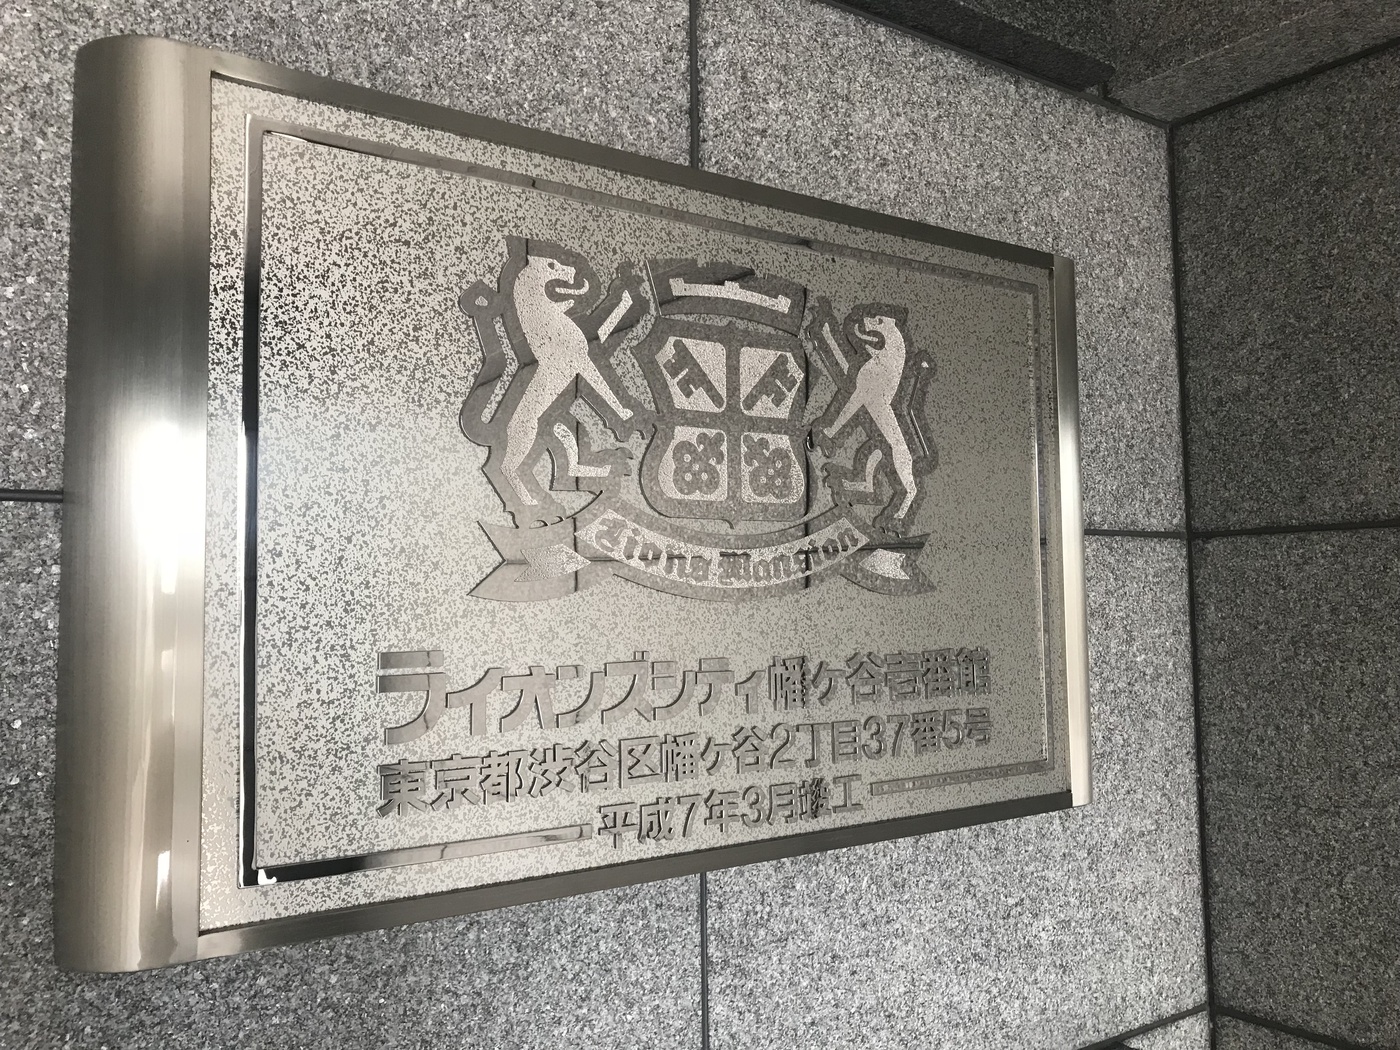 Lions Mansion
ライオンズシティ幡ケ谷壱番館
東京都渋谷区幡ケ谷2丁目37番5号
平成7年3月竣工